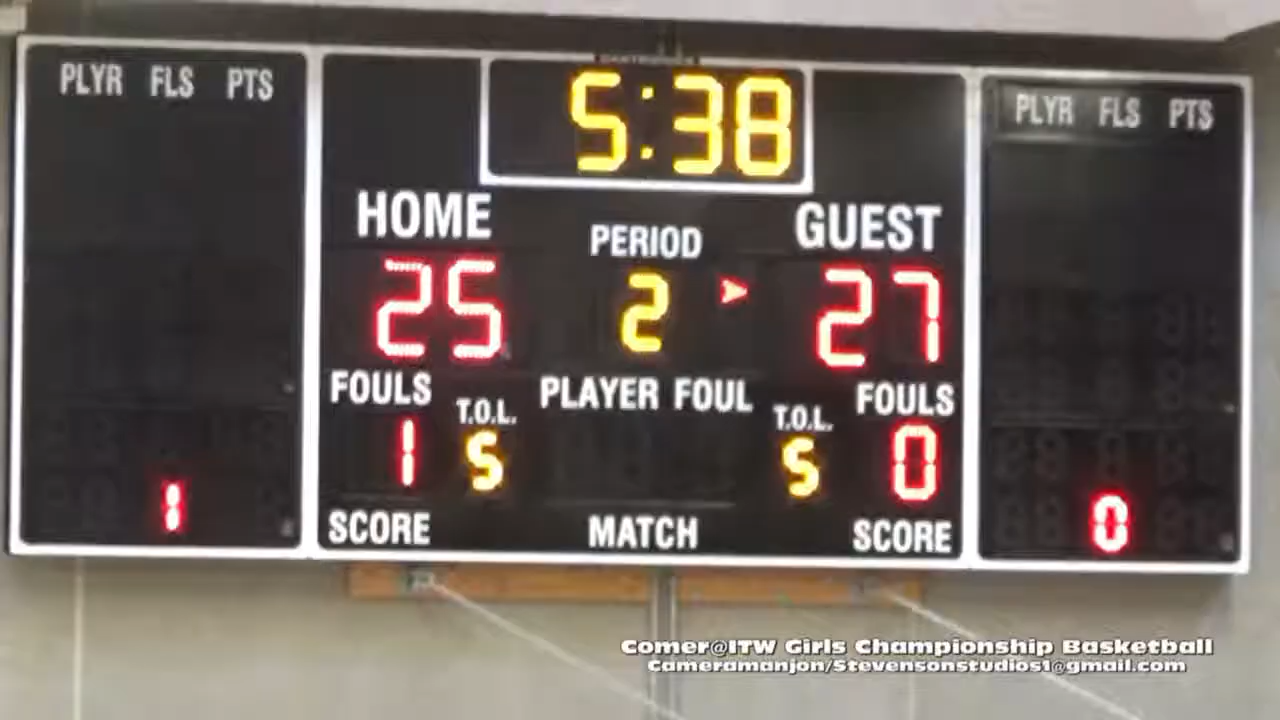 PLYR FLS PTS
5:38
PLYR FLS PTS
HOME
GUEST
PERIOD
25
2
27
FOULS
PLAYER FOUL
FOULS
T.O.L.
T.O.L.
1
5
5
0
1
0
SCORE
MATCH
SCORE
Comer@ITW Girls Championship Basketball
Cameramanjon/Stevensonstudios1@gmail.com